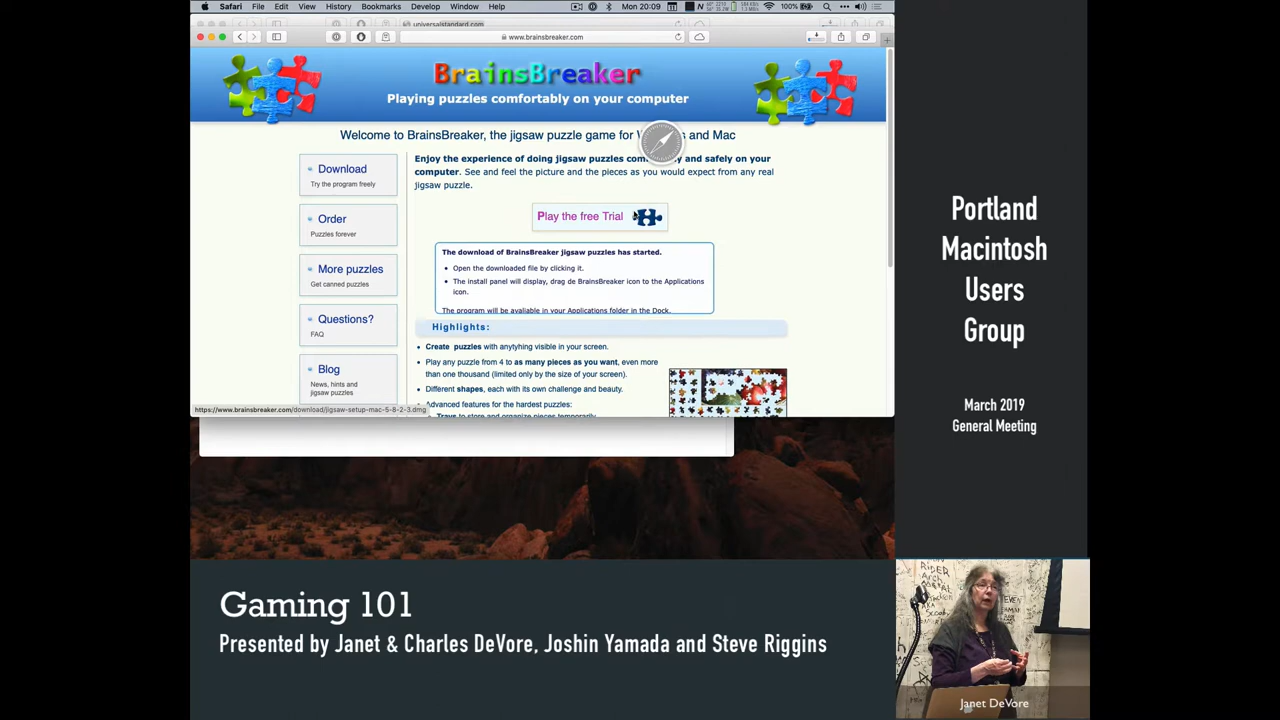 Safari File Edit View History Bookmarks Develop Window Help
100% Mon 20:09
universalstandard.com
www.brainsbreaker.com
BrainsBreaker
Playing puzzles comfortably on your computer
Welcome to BrainsBreaker, the jigsaw puzzle game for and Mac
Download
Try the program freely
Order
Puzzles forever
More puzzles
Get canned puzzles
Questions?
FAQ
Blog
News, hints and
jigsaw puzzles
Enjoy the experience of doing jigsaw puzzles and safely on your
computer. See and feel the picture and the pieces as you would expect from any real
jigsaw puzzle.
Play the free Trial
The download of BrainsBreaker jigsaw puzzles has started.
• Open the downloaded file by clicking it.
• The install panel will display, drag de BrainsBreaker icon to the Applications
icon.
The program will be avaliable in your Applications folder in the Dock.
Highlights:
• Create puzzles with anytyhing visible in your screen.
• Play any puzzle from 4 to as many pieces as you want, even more
than one thousand (limited only by the size of your screen).
• Different shapes, each with its own challenge and beauty.
• Advanced features for the hardest puzzles:
Trays to store and organize pieces temporarily.
https://www.brainsbreaker.com/download/jigsaw-setup-mac-5-8-2-3.dmg
Portland
Macintosh
Users
Group
March 2019
General Meeting
Gaming 101
Presented by Janet & Charles DeVore, Joshin Yamada and Steve Riggins
Janet DeVore